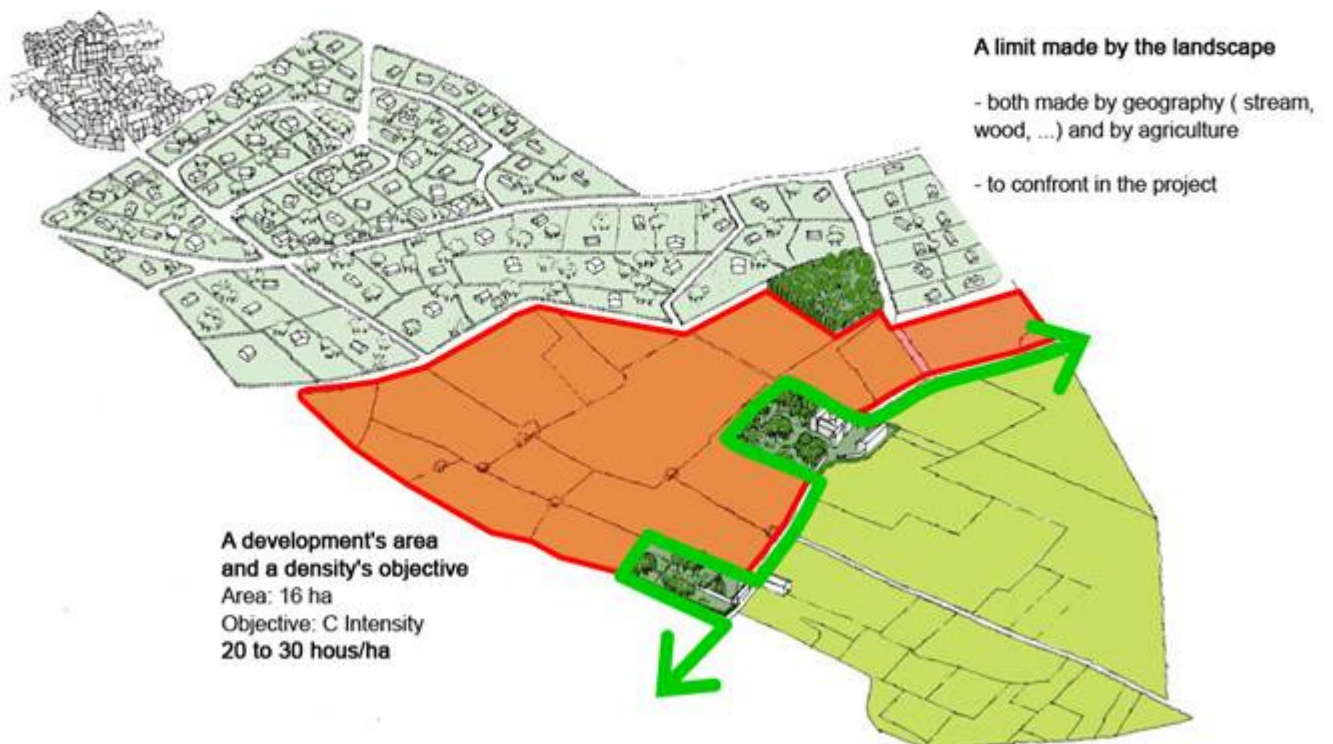 A limit made by the landscape
- both made by geography ( stream,
wood, ...) and by agriculture
- to confront in the project
A development's area
and a density's objective
Area: 16 ha
Objective: C Intensity
20 to 30 hous/ha